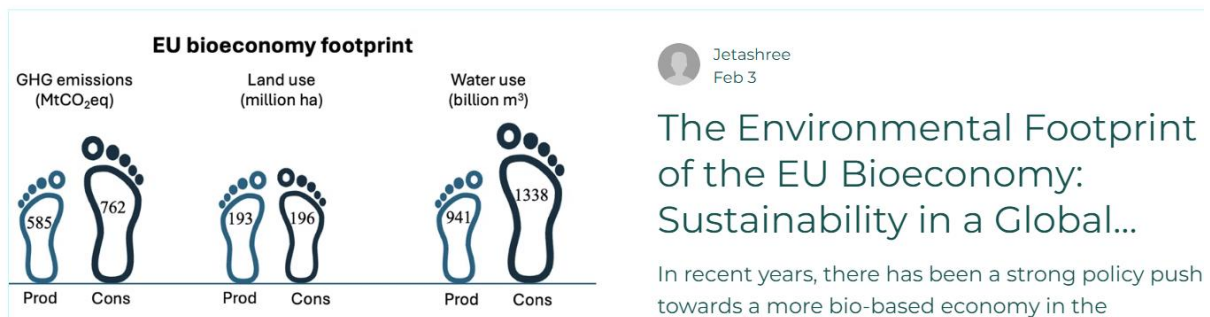 EU bioeconomy footprint
GHG emissions
(MtCO₂eq)
Land use
(million ha)
Water use
(billion m³)
585
762
193
196
941
1338
Prod
Cons
Prod
Cons
Prod
Cons
Jetashree
Feb 3
The Environmental Footprint
of the EU Bioeconomy:
Sustainability in a Global...
In recent years, there has been a strong policy push
towards a more bio-based economy in the